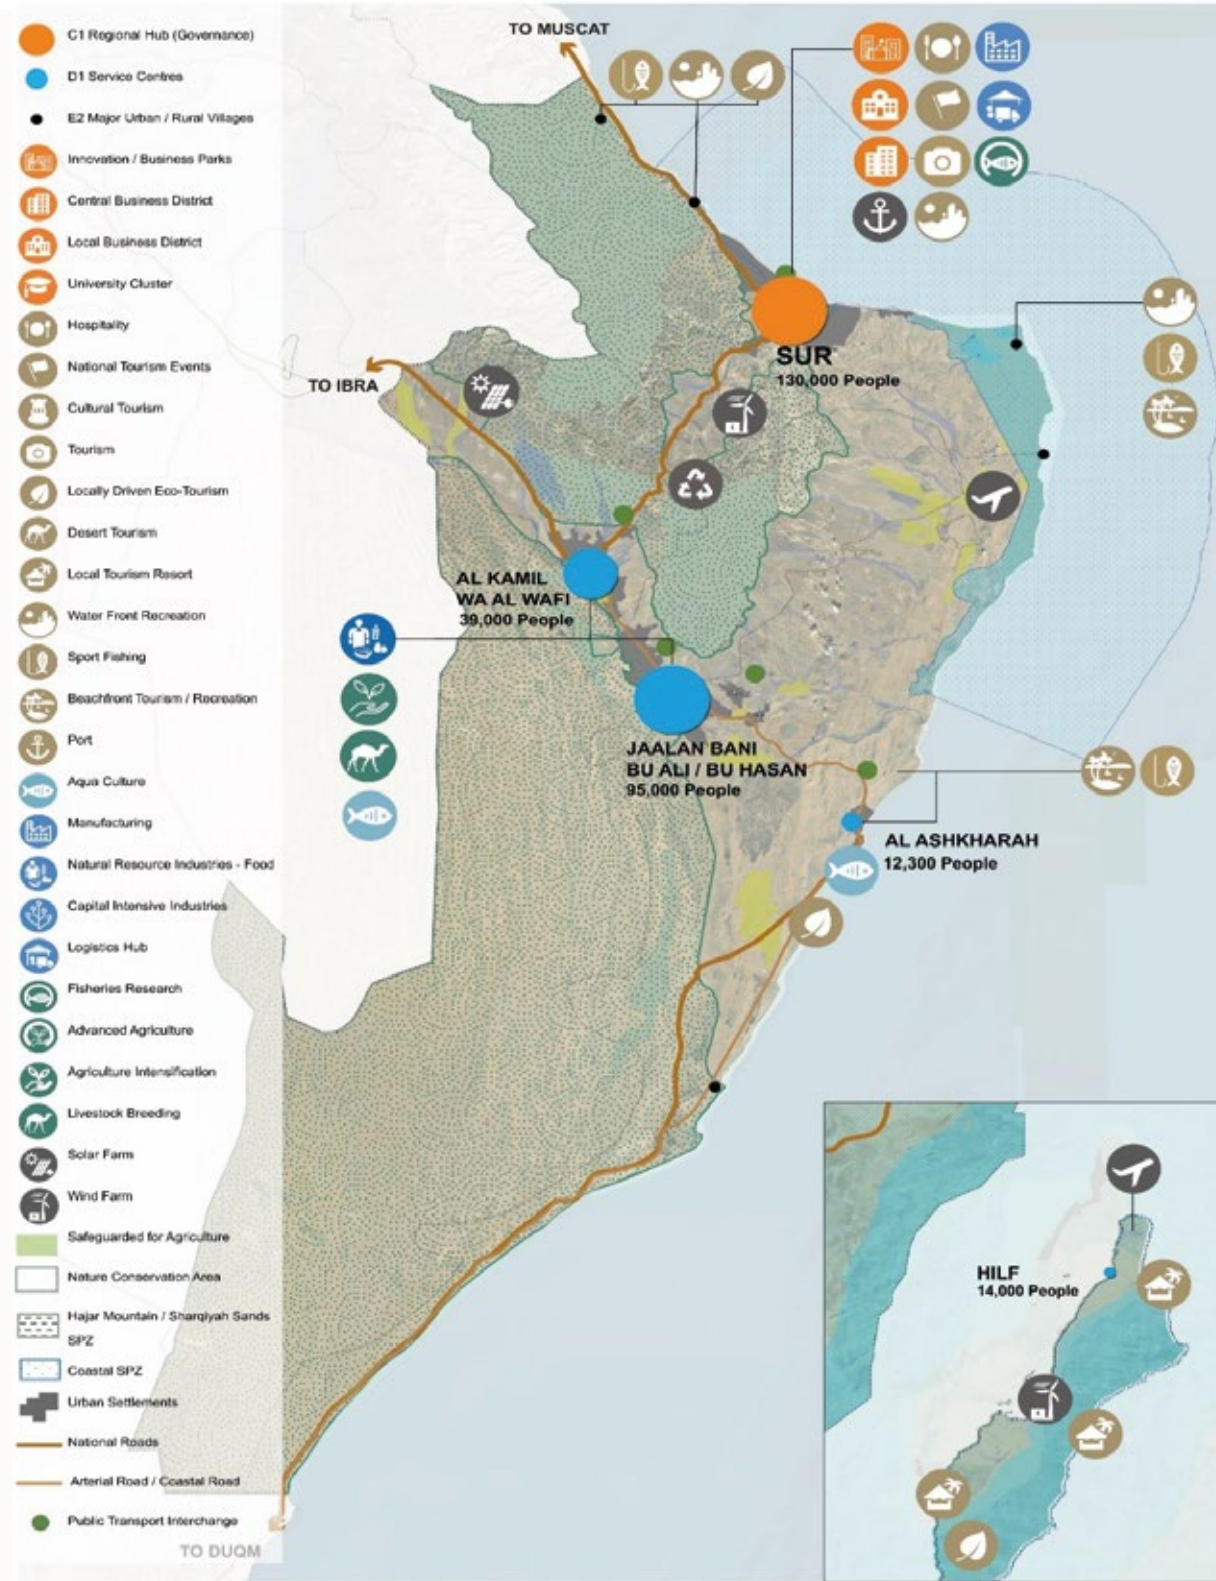 C1 Regional Hub (Governance)
D1 Service Centres
E2 Major Urban / Rural Villages
Innovation / Business Parks
Central Business District
Local Business District
University Cluster
Hospitality
National Tourism Events
Cultural Tourism
Tourism
Locally Driven Eco-Tourism
Desert Tourism
Local Tourism Resort
Water Front Recreation
Sport Fishing
Beachfront Tourism / Recreation
Port
Aqua Culture
Manufacturing
Natural Resource Industries - Food
Capital Intensive Industries
Logistics Hub
Fisheries Research
Advanced Agriculture
Agriculture Intensification
Livestock Breeding
Solar Farm
Wind Farm
Safeguarded for Agriculture
Nature Conservation Area
Hajar Mountain / Sharqiyah Sands
SPZ
Coastal SPZ
Urban Settlements
National Roads
Arterial Road / Coastal Road
Public Transport Interchange
TO DUQM
TO MUSCAT
TO IBRA
SUR
130,000 People
AL KAMIL
WA AL WAFI
39,000 People
JAALAN BANI
BU ALI / BU HASAN
95,000 People
AL ASHKHARAH
12,300 People
HILF
14,000 People